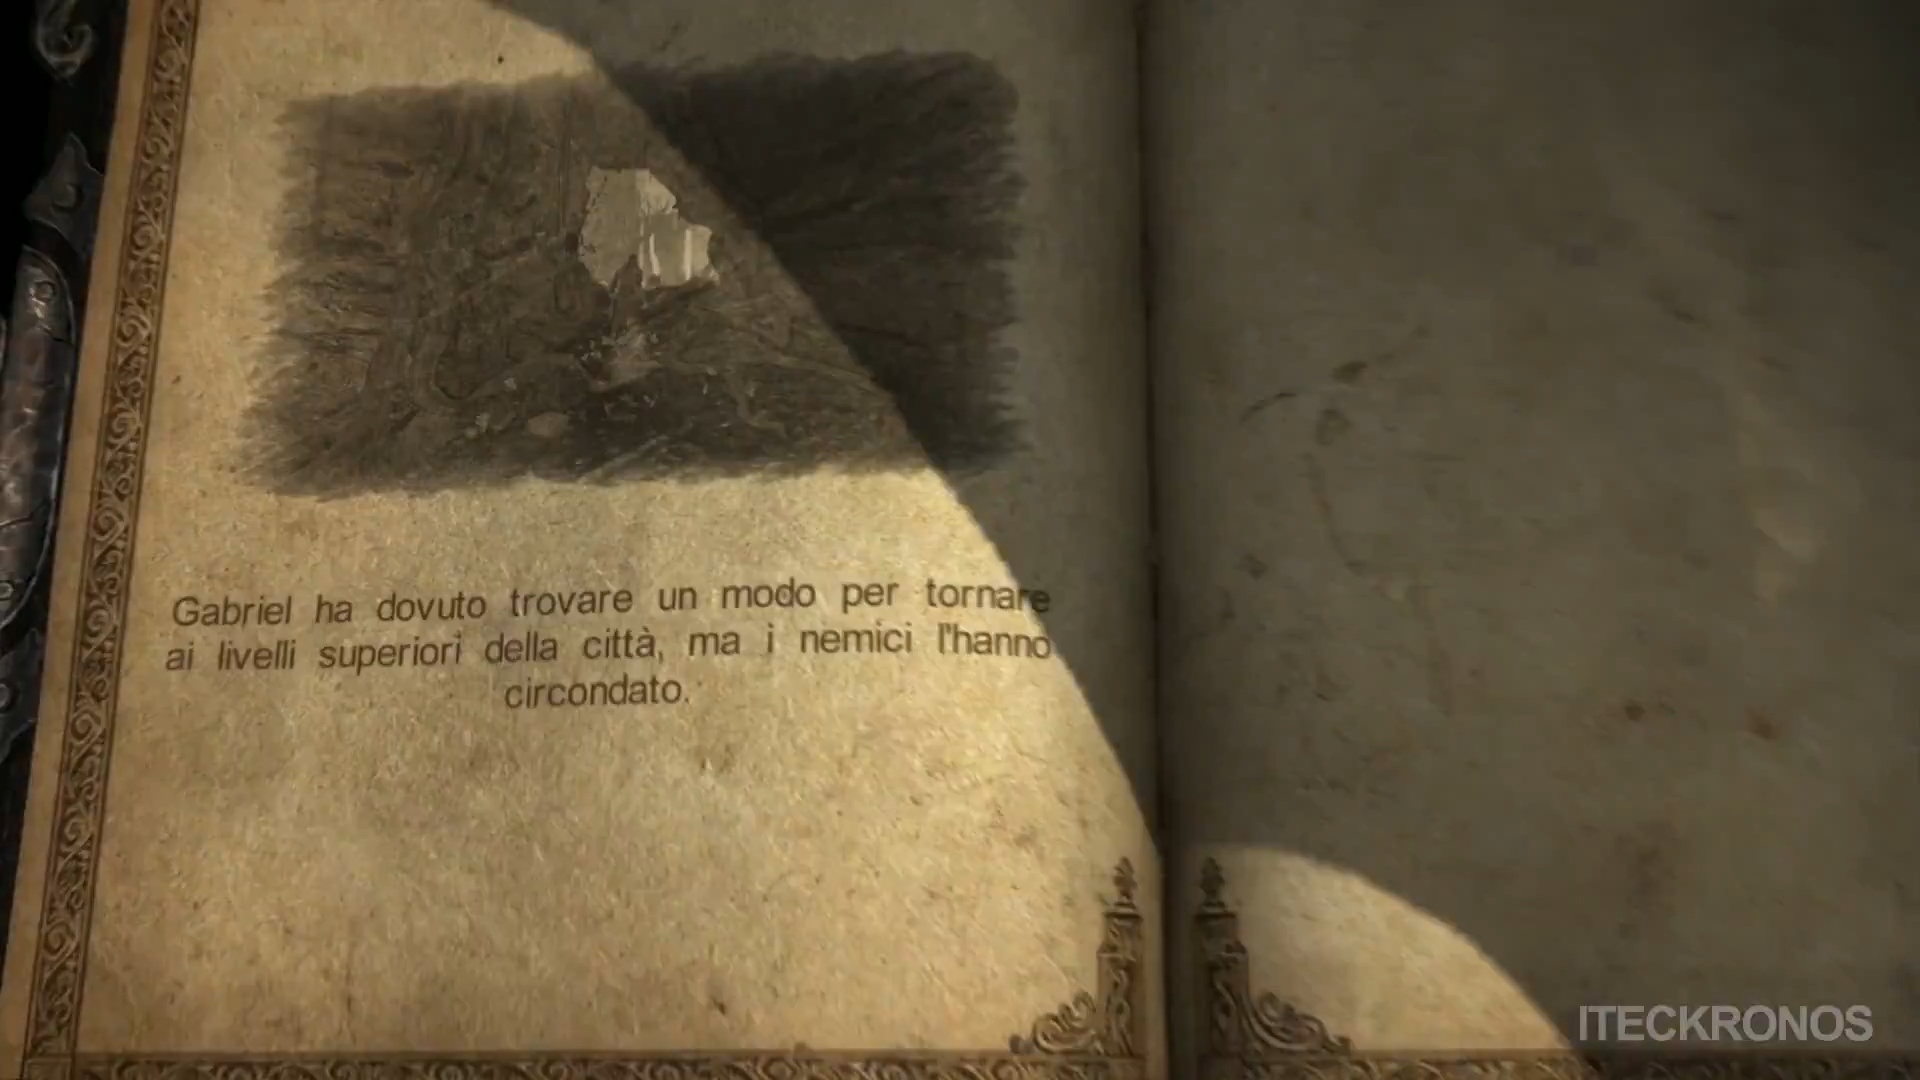 Gabriel ha dovuto trovare un modo per tornare
ai livelli superiori della città, ma i nemici l'hanno
circondato.
ITECKRONOS